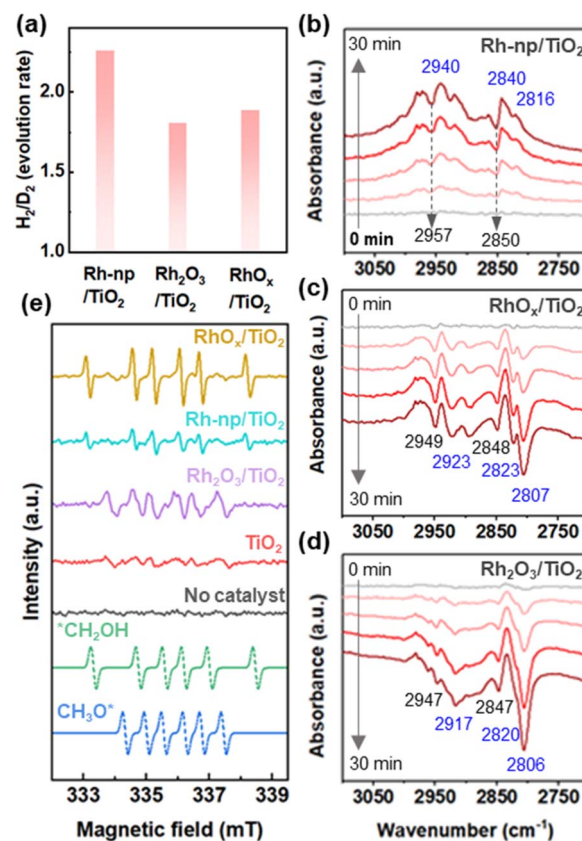 (a)
H₂/D₂ (evolution rate)
2.5
2.0
1.5
1.0
Rh-np
/TiO₂
Rh₂O₃
/TiO₂
RhOₓ
/TiO₂
(b)
Rh-np/TiO₂
30 min
2940
2840
2816
0 min
2957
2850
Absorbance (a.u.)
3050 2950 2850 2750
(c)
RhOₓ/TiO₂
0 min
2949
2923
2848
2823
2807
30 min
Absorbance (a.u.)
3050 2950 2850 2750
(d)
Rh₂O₃/TiO₂
0 min
2947
2917
2847
2820
2806
30 min
Absorbance (a.u.)
3050 2950 2850 2750
Wavenumber (cm⁻¹)
(e)
RhOₓ/TiO₂
Rh-np/TiO₂
Rh₂O₃/TiO₂
TiO₂
No catalyst
*CH₂OH
CH₃O*
Intensity (a.u.)
333 335 337 339
Magnetic field (mT)